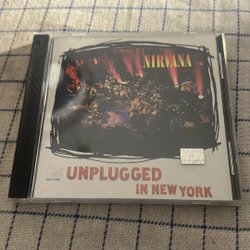 NIRVANA
UNPLUGGED
IN NEW YORK